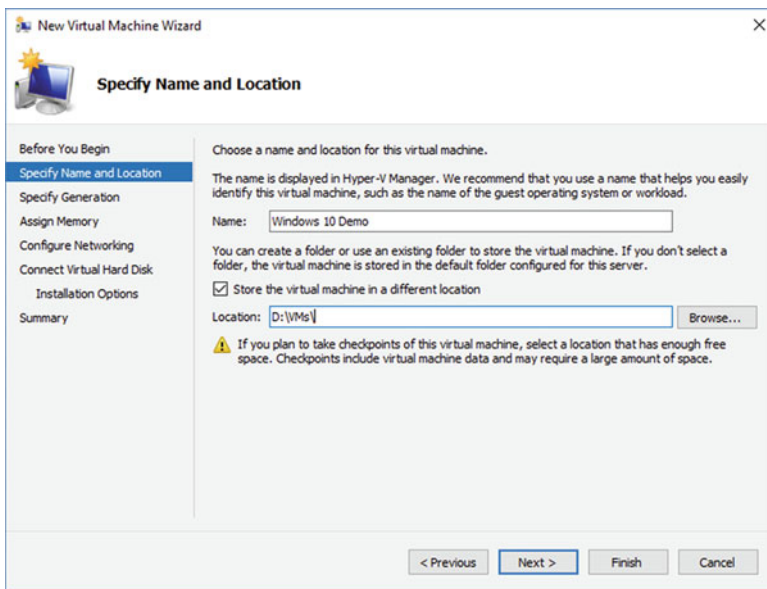 New Virtual Machine Wizard
Specify Name and Location
Before You Begin
Specify Name and Location
Specify Generation
Assign Memory
Configure Networking
Connect Virtual Hard Disk
Installation Options
Summary
Choose a name and location for this virtual machine.
The name is displayed in Hyper-V Manager. We recommend that you use a name that helps you easily
identify this virtual machine, such as the name of the guest operating system or workload.
Name: Windows 10 Demo
You can create a folder or use an existing folder to store the virtual machine. If you don't select a
folder, the virtual machine is stored in the default folder configured for this server.
Store the virtual machine in a different location
Location: D:\VMs\ Browse...
If you plan to take checkpoints of this virtual machine, select a location that has enough free
space. Checkpoints include virtual machine data and may require a large amount of space.
< Previous Next > Finish Cancel